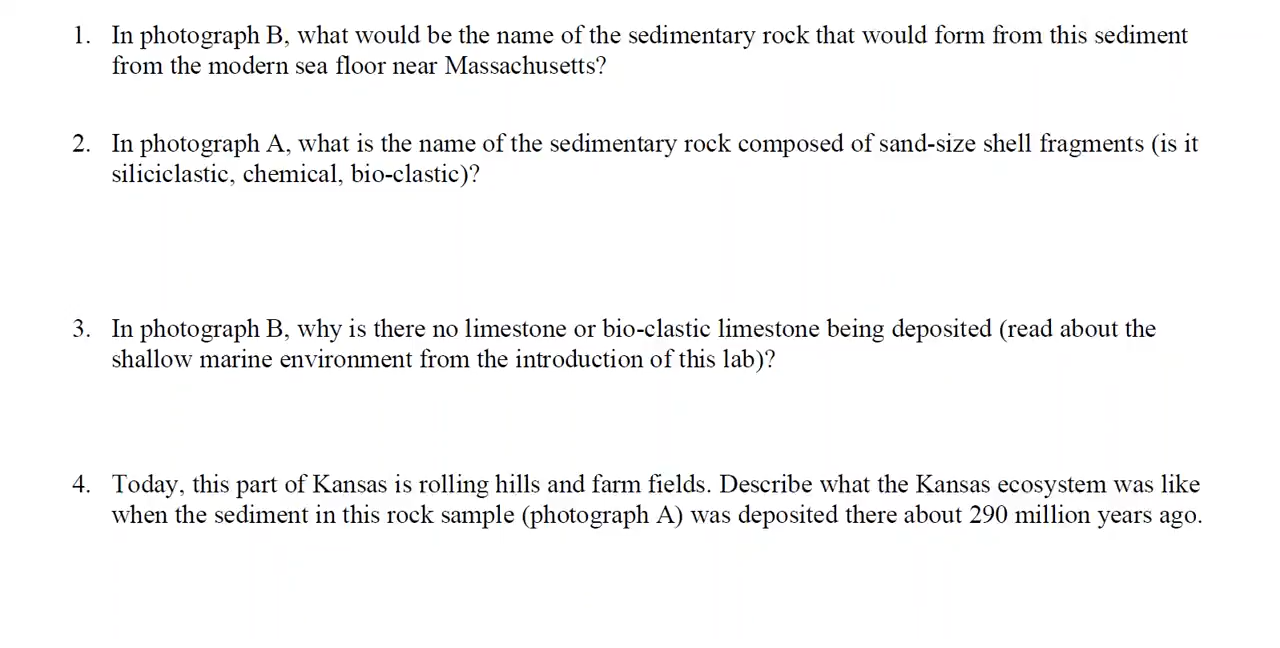 1. In photograph B, what would be the name of the sedimentary rock that would form from this sediment
from the modern sea floor near Massachusetts?
2. In photograph A, what is the name of the sedimentary rock composed of sand-size shell fragments (is it
siliciclastic, chemical, bio-clastic)?
3. In photograph B, why is there no limestone or bio-clastic limestone being deposited (read about the
shallow marine environment from the introduction of this lab)?
4. Today, this part of Kansas is rolling hills and farm fields. Describe what the Kansas ecosystem was like
when the sediment in this rock sample (photograph A) was deposited there about 290 million years ago.